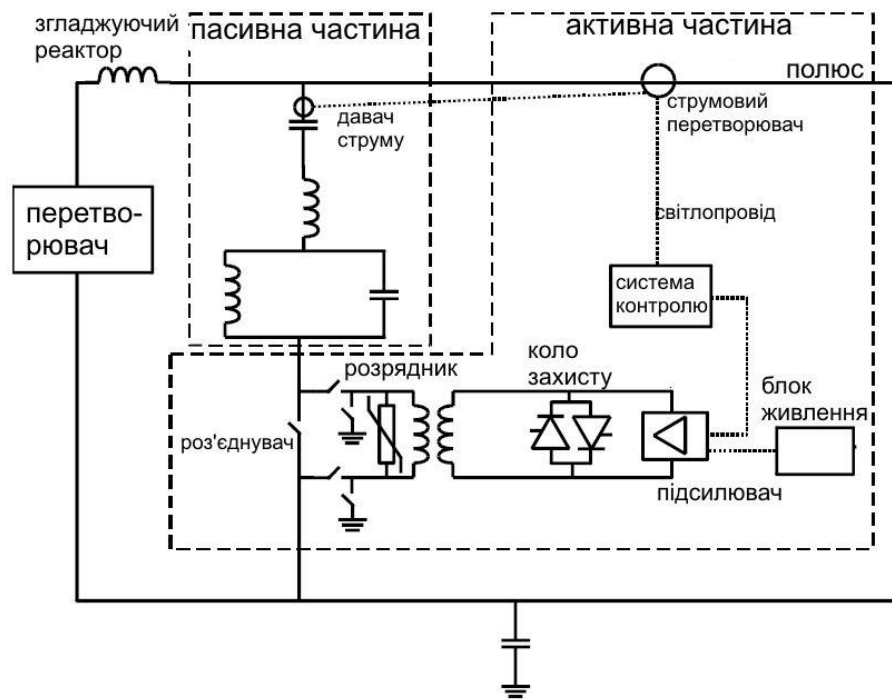 згладжуючий
реактор
пасивна частина
активна частина
полюс
давач
струму
струмовий
перетворювач
світлопровід
перетво-
рювач
система
контролю
розрядник
коло
захисту
блок
живлення
роз'єднувач
підсилювач